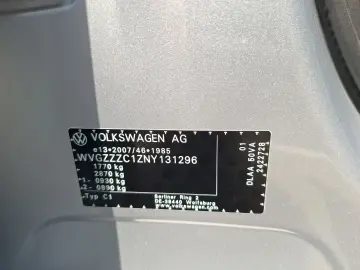 VOLKSWAGEN AG
e13*2007/46*1985
WVGZZZC1ZNY131296
1770 kg
2870 kg
1 - 0930 kg
2 - 0890 kg
Typ C1
Berliner Ring 2
DE-38440 Wolfsburg
www.volkswagen.com
01
DLAA 50VA
2422728